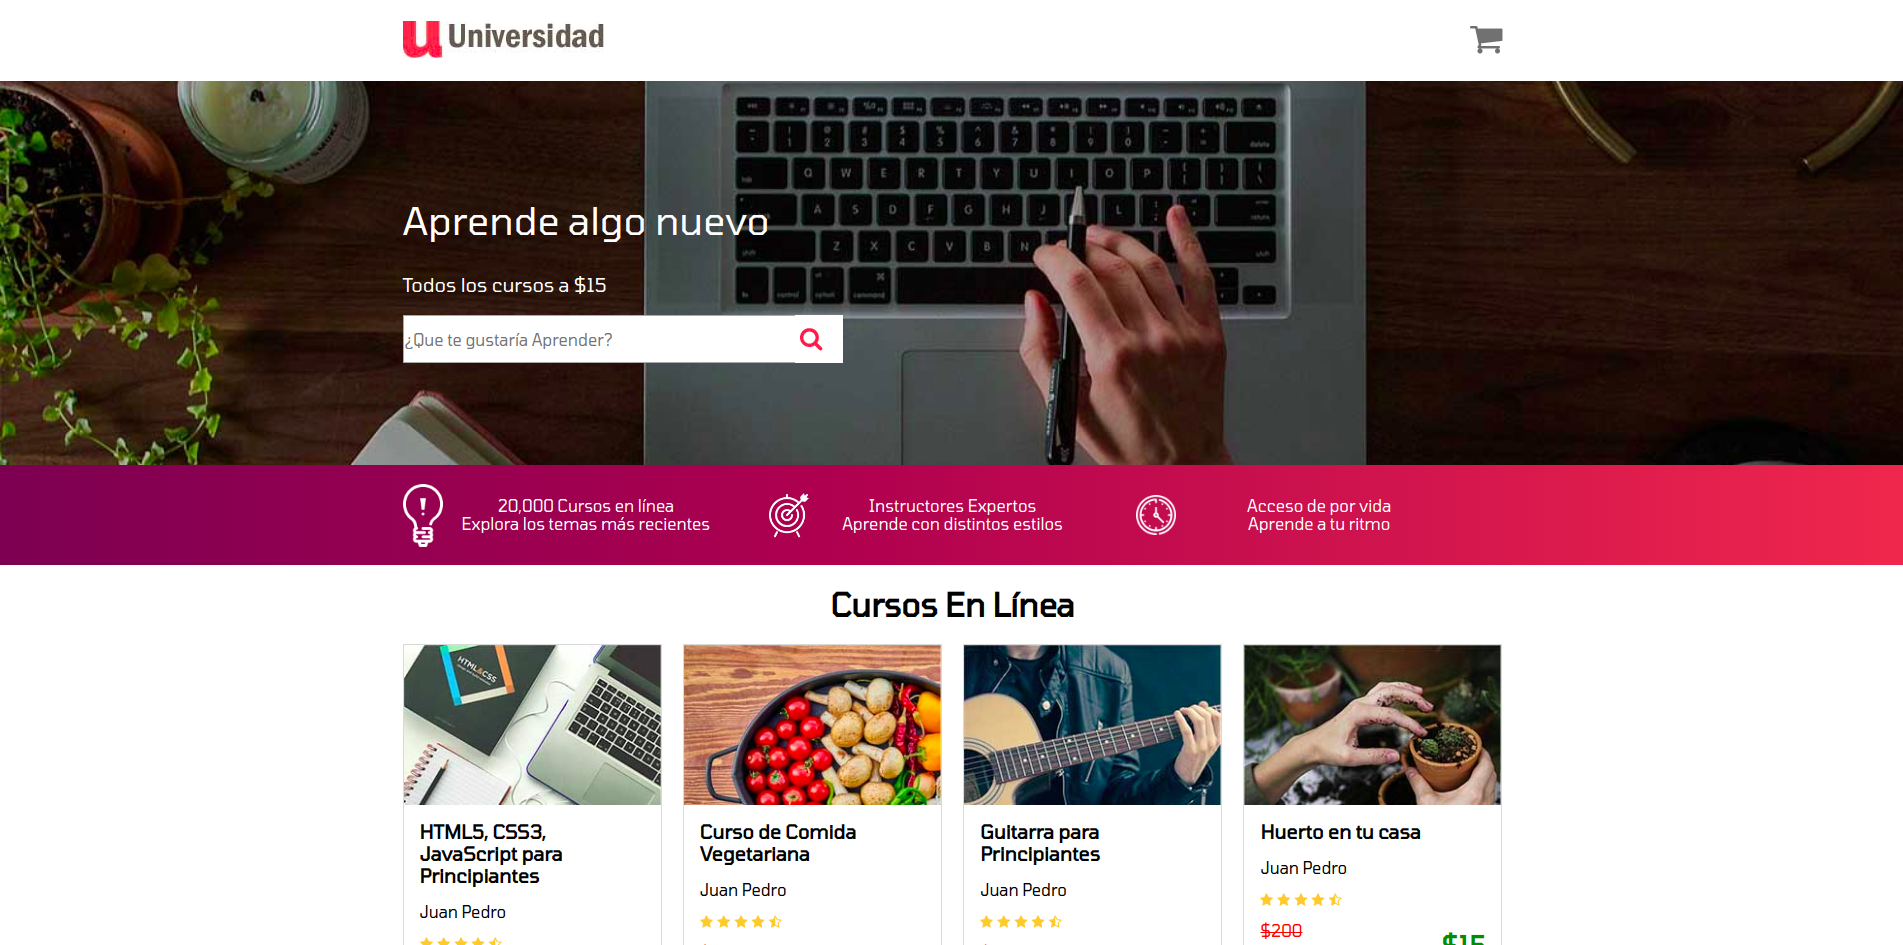 Universidad
Aprende algo nuevo
Todos los cursos a $15
¿Que te gustaría Aprender?
20,000 Cursos en línea
Explora los temas más recientes
Instructores Expertos
Aprende con distintos estilos
Acceso de por vida
Aprende a tu ritmo
Cursos En Línea
HTML&CSS
HTML5, CSS3,
JavaScript para
Principiantes
Juan Pedro
Curso de Comida
Vegetariana
Juan Pedro
Guitarra para
Principiantes
Juan Pedro
Huerto en tu casa
Juan Pedro
$200
$15